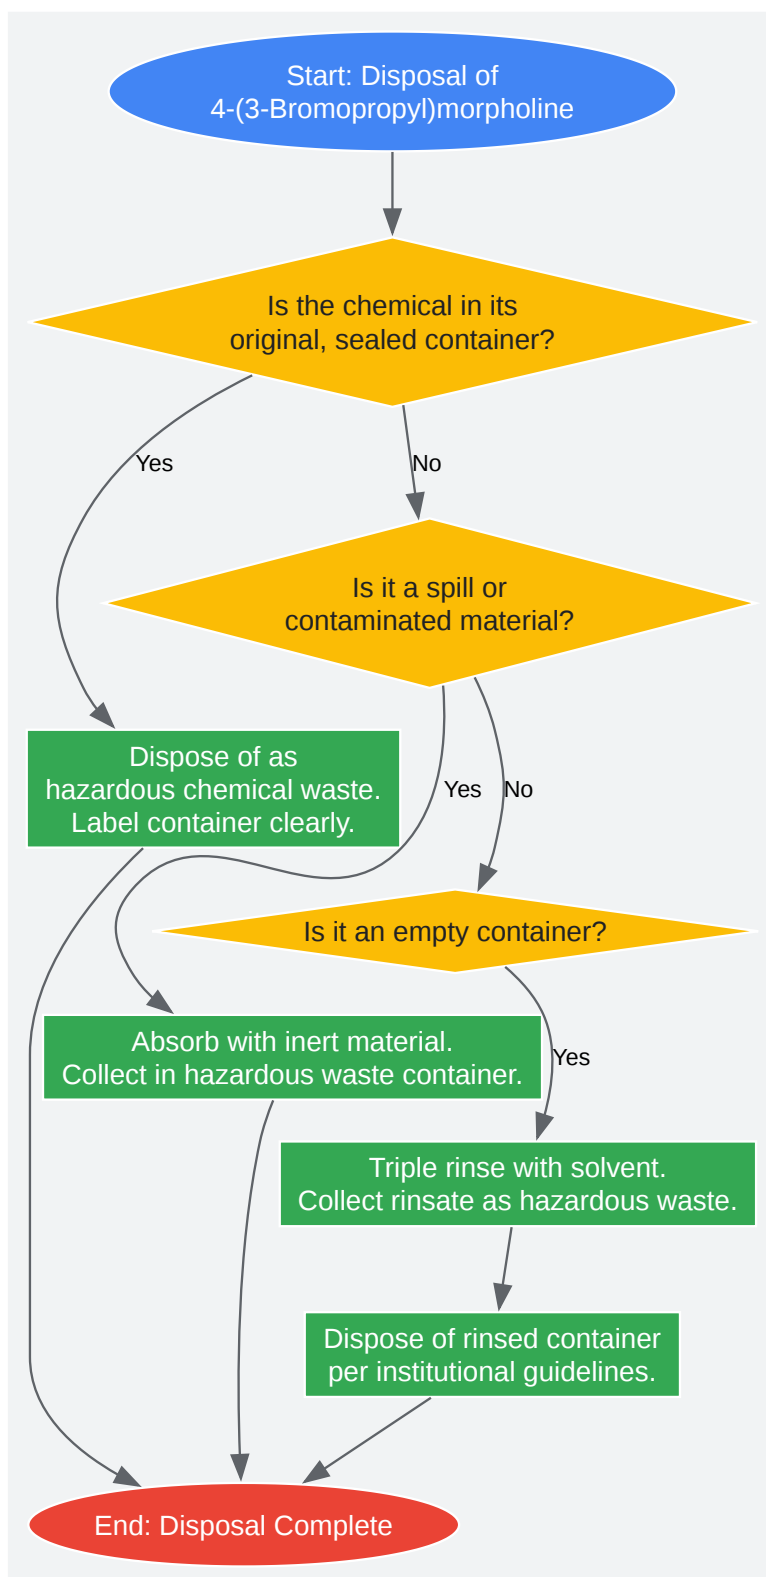 Start: Disposal of
4-(3-Bromopropyl)morpholine
Is the chemical in its
original, sealed container?
Yes
No
Is it a spill or
contaminated material?
Dispose of as
hazardous chemical waste.
Label container clearly.
Yes
No
Is it an empty container?
Absorb with inert material.
Collect in hazardous waste container.
Yes
Triple rinse with solvent.
Collect rinsate as hazardous waste.
Dispose of rinsed container
per institutional guidelines.
End: Disposal Complete